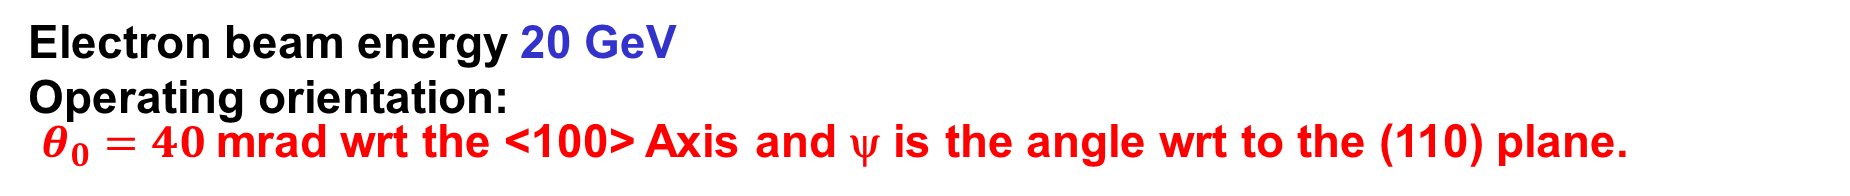 Electron beam energy 20 GeV
Operating orientation:
θ₀ = 40 mrad wrt the <100> Axis and ψ is the angle wrt to the (110) plane.